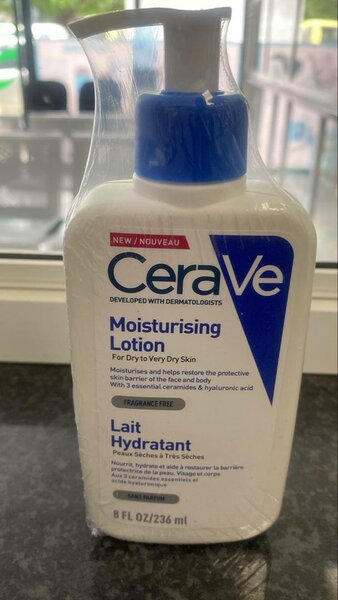 NEW / NOUVEAU
CeraVe
DEVELOPED WITH DERMATOLOGISTS
Moisturising
Lotion
For Dry to Very Dry Skin
Moisturises and helps restore the protective
skin barrier of the face and body
With 3 essential ceramides & hyaluronic acid
FRAGRANCE FREE
Lait
Hydratant
Peaux Sèches à Très Sèches
Nourrit, hydrate et aide à restaurer la barrière
protectrice de la peau. Visage et corps
Aux 3 céramides essentiels et
acide hyaluronique
SANS PARFUM
8 FL OZ/236 ml